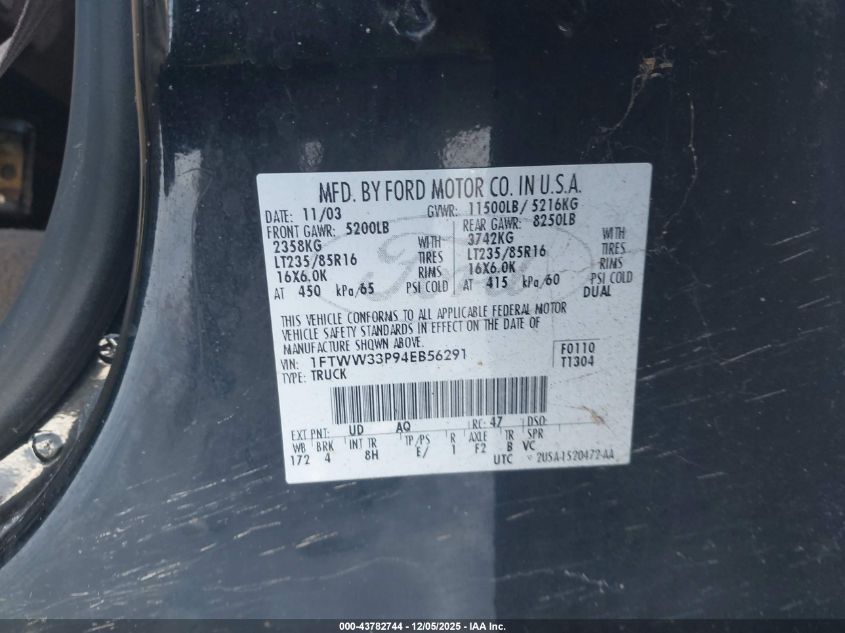 MFD. BY FORD MOTOR CO. IN U.S.A.
DATE: 11/03 GVWR: 11500LB/ 5216KG
FRONT GAWR: 5200LB REAR GAWR: 8250LB
2358KG WITH 3742KG WITH
LT235/85R16 TIRES LT235/85R16 TIRES
16X6.0K RIMS 16X6.0K RIMS
AT 450 kPa/65 PSI COLD AT 415 kPa/60 PSI COLD
DUAL
Ford
THIS VEHICLE CONFORMS TO ALL APPLICABLE FEDERAL MOTOR
VEHICLE SAFETY STANDARDS IN EFFECT ON THE DATE OF
MANUFACTURE SHOWN ABOVE.
VIN: 1FTWW33P94EB56291 F0110
TYPE: TRUCK T1304
EXT PNT: UD AQ RC: 47 DSO:
WB BRK INT TR TP/PS R AXLE TR SPR
172 4 8H E/ 1 F2 B VC
UTC 2USA-1520472-AA
000-43782744 - 12/05/2025 - IAA Inc.